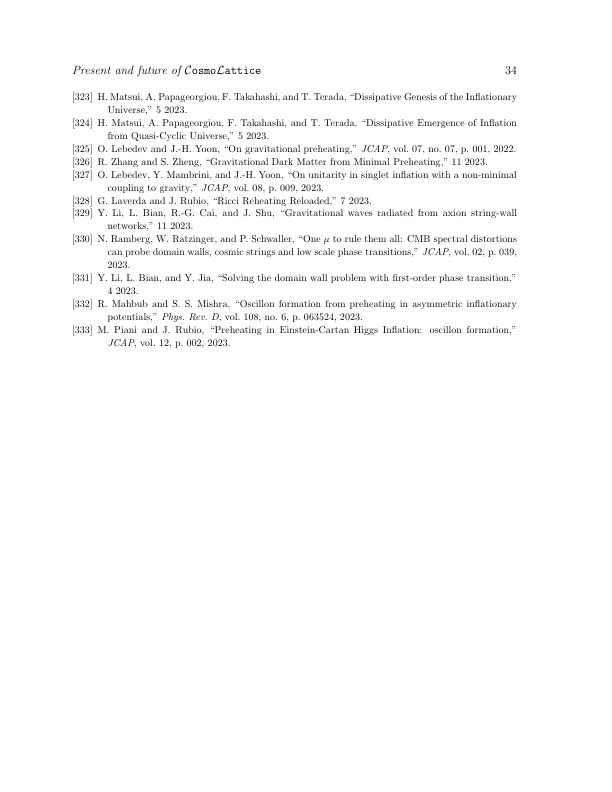 Present and future of CosmoLattice 34
[323] H. Matsui, A. Papageorgiou, F. Takahashi, and T. Terada, “Dissipative Genesis of the Inflationary
Universe,” 5 2023.
[324] H. Matsui, A. Papageorgiou, F. Takahashi, and T. Terada, “Dissipative Emergence of Inflation
from Quasi-Cyclic Universe,” 5 2023.
[325] O. Lebedev and J.-H. Yoon, “On gravitational preheating,” JCAP, vol. 07, no. 07, p. 001, 2022.
[326] R. Zhang and S. Zheng, “Gravitational Dark Matter from Minimal Preheating,” 11 2023.
[327] O. Lebedev, Y. Mambrini, and J.-H. Yoon, “On unitarity in singlet inflation with a non-minimal
coupling to gravity,” JCAP, vol. 08, p. 009, 2023.
[328] G. Laverda and J. Rubio, “Ricci Reheating Reloaded,” 7 2023.
[329] Y. Li, L. Bian, R.-G. Cai, and J. Shu, “Gravitational waves radiated from axion string-wall
networks,” 11 2023.
[330] N. Ramberg, W. Ratzinger, and P. Schwaller, “One μ to rule them all: CMB spectral distortions
can probe domain walls, cosmic strings and low scale phase transitions,” JCAP, vol. 02, p. 039,
2023.
[331] Y. Li, L. Bian, and Y. Jia, “Solving the domain wall problem with first-order phase transition,”
4 2023.
[332] R. Mahbub and S. S. Mishra, “Oscillon formation from preheating in asymmetric inflationary
potentials,” Phys. Rev. D, vol. 108, no. 6, p. 063524, 2023.
[333] M. Piani and J. Rubio, “Preheating in Einstein-Cartan Higgs Inflation: oscillon formation,”
JCAP, vol. 12, p. 002, 2023.